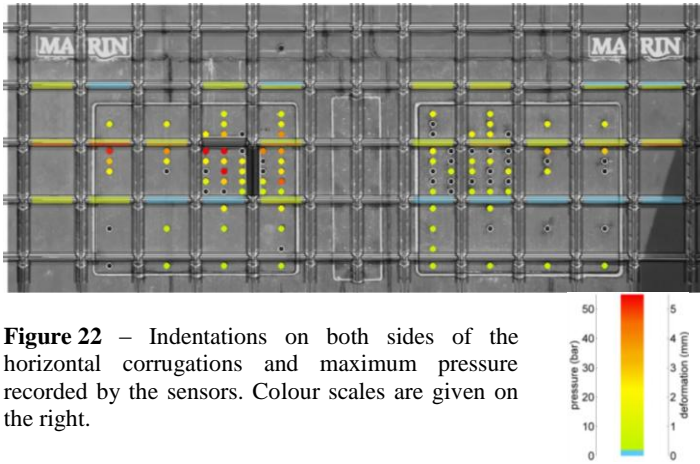 MARIN MARIN
Figure 22 – Indentations on both sides of the
horizontal corrugations and maximum pressure
recorded by the sensors. Colour scales are given on
the right.
50 5
40 4
30 3
20 2
10 1
0 0
pressure (bar)
deformation (mm)